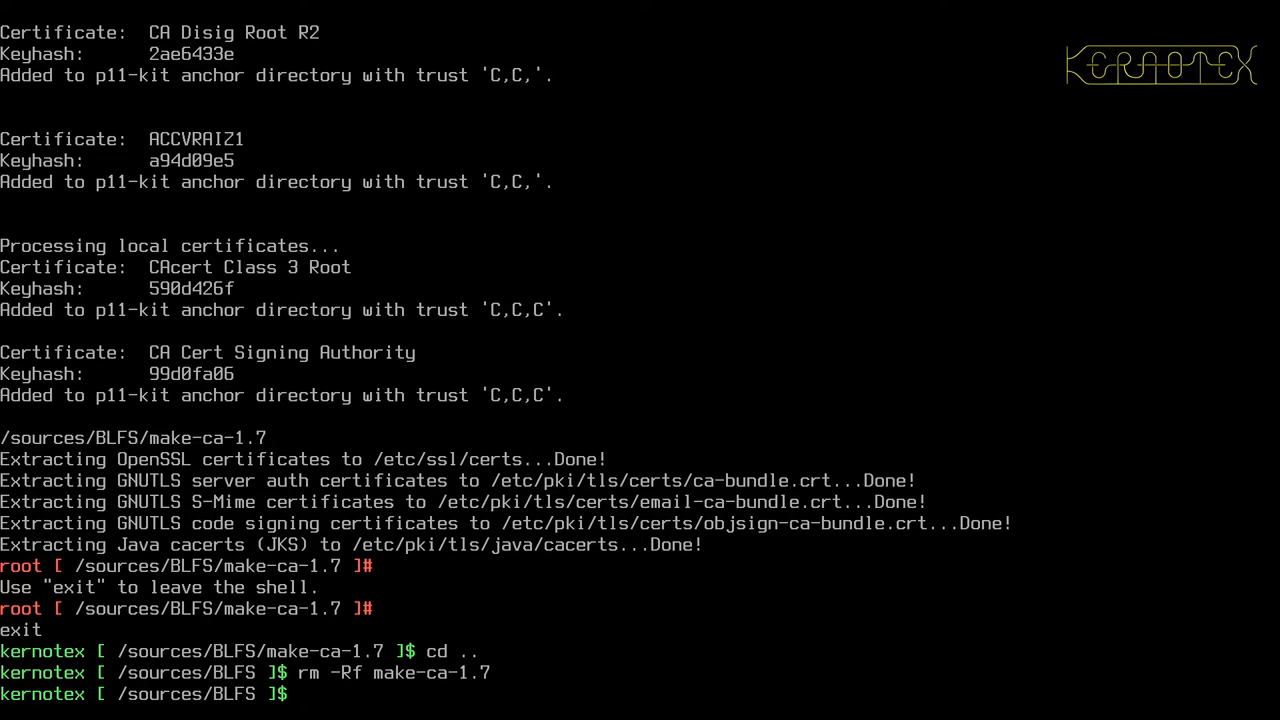 Certificate:  CA Disig Root R2
KERNOTEX
Keyhash:      2ae6433e
Added to p11-kit anchor directory with trust 'C,C,'.
Certificate:  ACCVRAIZ1
Keyhash:      a94d09e5
Added to p11-kit anchor directory with trust 'C,C,'.
Processing local certificates...
Certificate:  CAcert Class 3 Root
Keyhash:      590d426f
Added to p11-kit anchor directory with trust 'C,C,C'.
Certificate:  CA Cert Signing Authority
Keyhash:      99d0fa06
Added to p11-kit anchor directory with trust 'C,C,C'.
/sources/BLFS/make-ca-1.7
Extracting OpenSSL certificates to /etc/ssl/certs...Done!
Extracting GNUTLS server auth certificates to /etc/pki/tls/certs/ca-bundle.crt...Done!
Extracting GNUTLS S-Mime certificates to /etc/pki/tls/certs/email-ca-bundle.crt...Done!
Extracting GNUTLS code signing certificates to /etc/pki/tls/certs/objsign-ca-bundle.crt...Done!
Extracting Java cacerts (JKS) to /etc/pki/tls/java/cacerts...Done!
root [ /sources/BLFS/make-ca-1.7 ]#
Use "exit" to leave the shell.
root [ /sources/BLFS/make-ca-1.7 ]#
exit
kernotex [ /sources/BLFS/make-ca-1.7 ]$ cd ..
kernotex [ /sources/BLFS ]$ rm -Rf make-ca-1.7
kernotex [ /sources/BLFS ]$